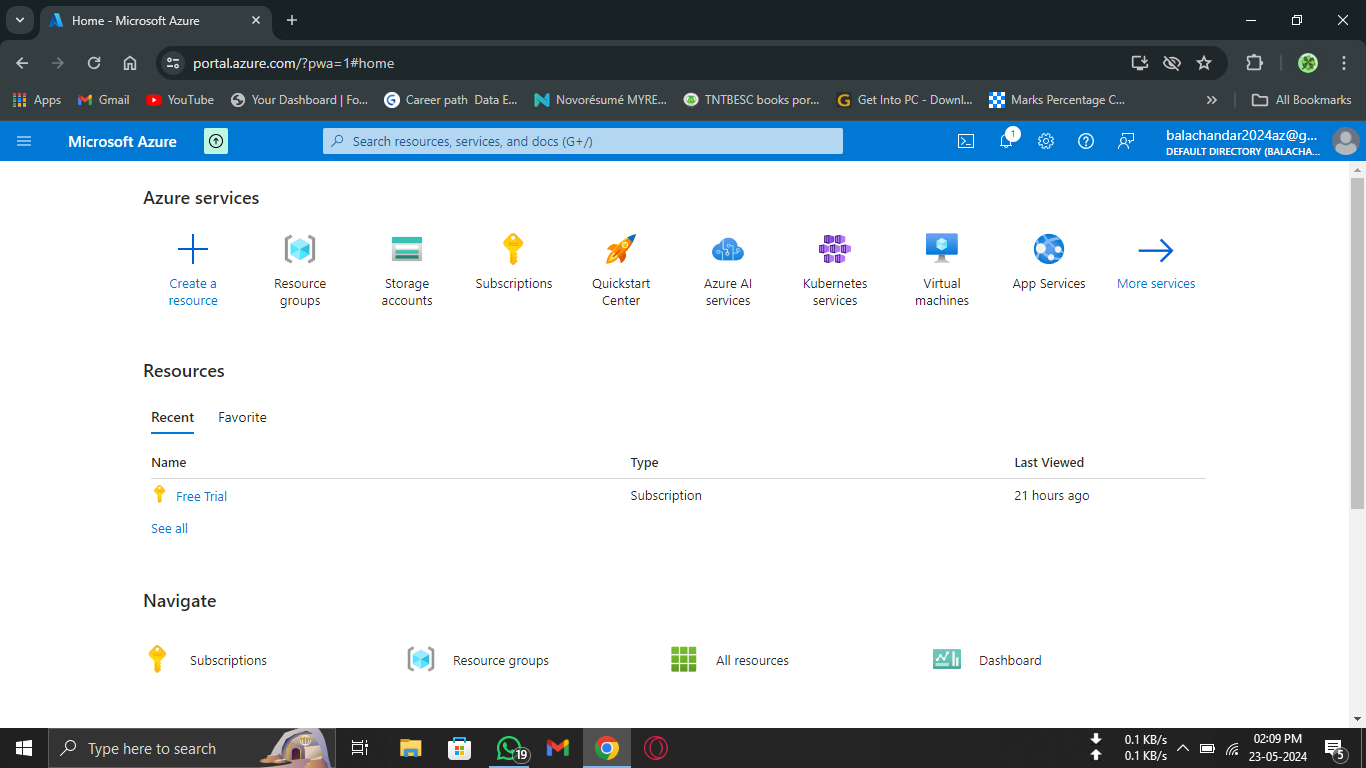 Home - Microsoft Azure
portal.azure.com/?pwa=1#home
Apps Gmail YouTube Your Dashboard | Fo... Career path Data E... Novorésumé MYRE... TNTBESC books por... Get Into PC - Downl... Marks Percentage C... » All Bookmarks
Microsoft Azure Search resources, services, and docs (G+/) 1 balachandar2024az@g...
DEFAULT DIRECTORY (BALACHA...
Azure services
Create a resource
Resource groups
Storage accounts
Subscriptions
Quickstart Center
Azure AI services
Kubernetes services
Virtual machines
App Services
More services
Resources
Recent Favorite
Name Type Last Viewed
Free Trial Subscription 21 hours ago
See all
Navigate
Subscriptions Resource groups All resources Dashboard
Type here to search 19 0.1 KB/s 02:09 PM
0.1 KB/s 23-05-2024 5